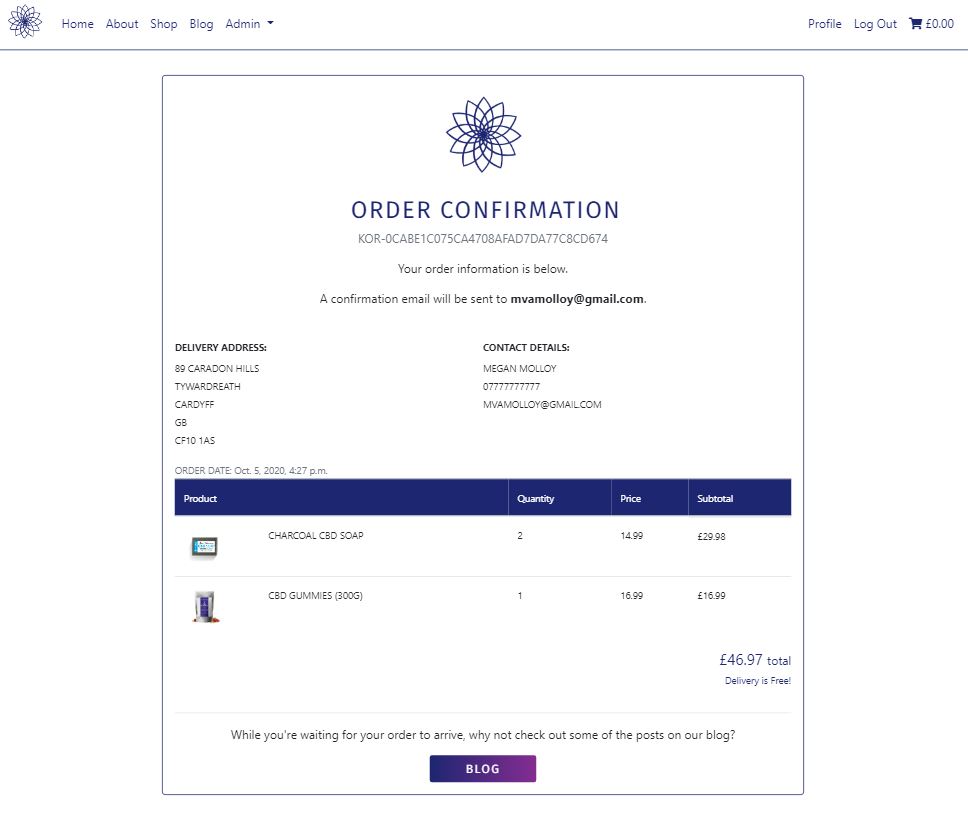 Home About Shop Blog Admin Profile Log Out £0.00
ORDER CONFIRMATION
KOR-0CABE1C075CA4708AFAD7DA77C8CD674
Your order information is below.
A confirmation email will be sent to mvamolloy@gmail.com.
DELIVERY ADDRESS:
89 CARADON HILLS
TYWARDREATH
CARDYFF
GB
CF10 1AS
CONTACT DETAILS:
MEGAN MOLLOY
07777777777
MVAMOLLOY@GMAIL.COM
ORDER DATE: Oct. 5, 2020, 4:27 p.m.
Product Quantity Price Subtotal
CHARCOAL CBD SOAP 2 14.99 £29.98
CBD GUMMIES (300G) 1 16.99 £16.99
£46.97 total
Delivery is Free!
While you're waiting for your order to arrive, why not check out some of the posts on our blog?
BLOG